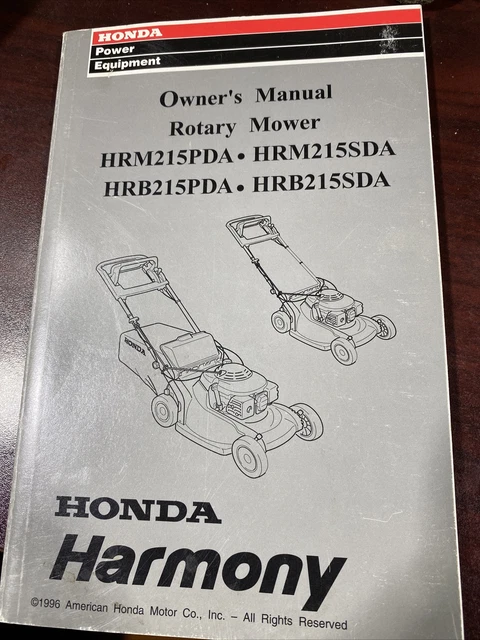 HONDA
Power
Equipment
Owner's Manual
Rotary Mower
HRM215PDA • HRM215SDA
HRB215PDA • HRB215SDA
HONDA
HONDA
Harmony
©1996 American Honda Motor Co., Inc. – All Rights Reserved